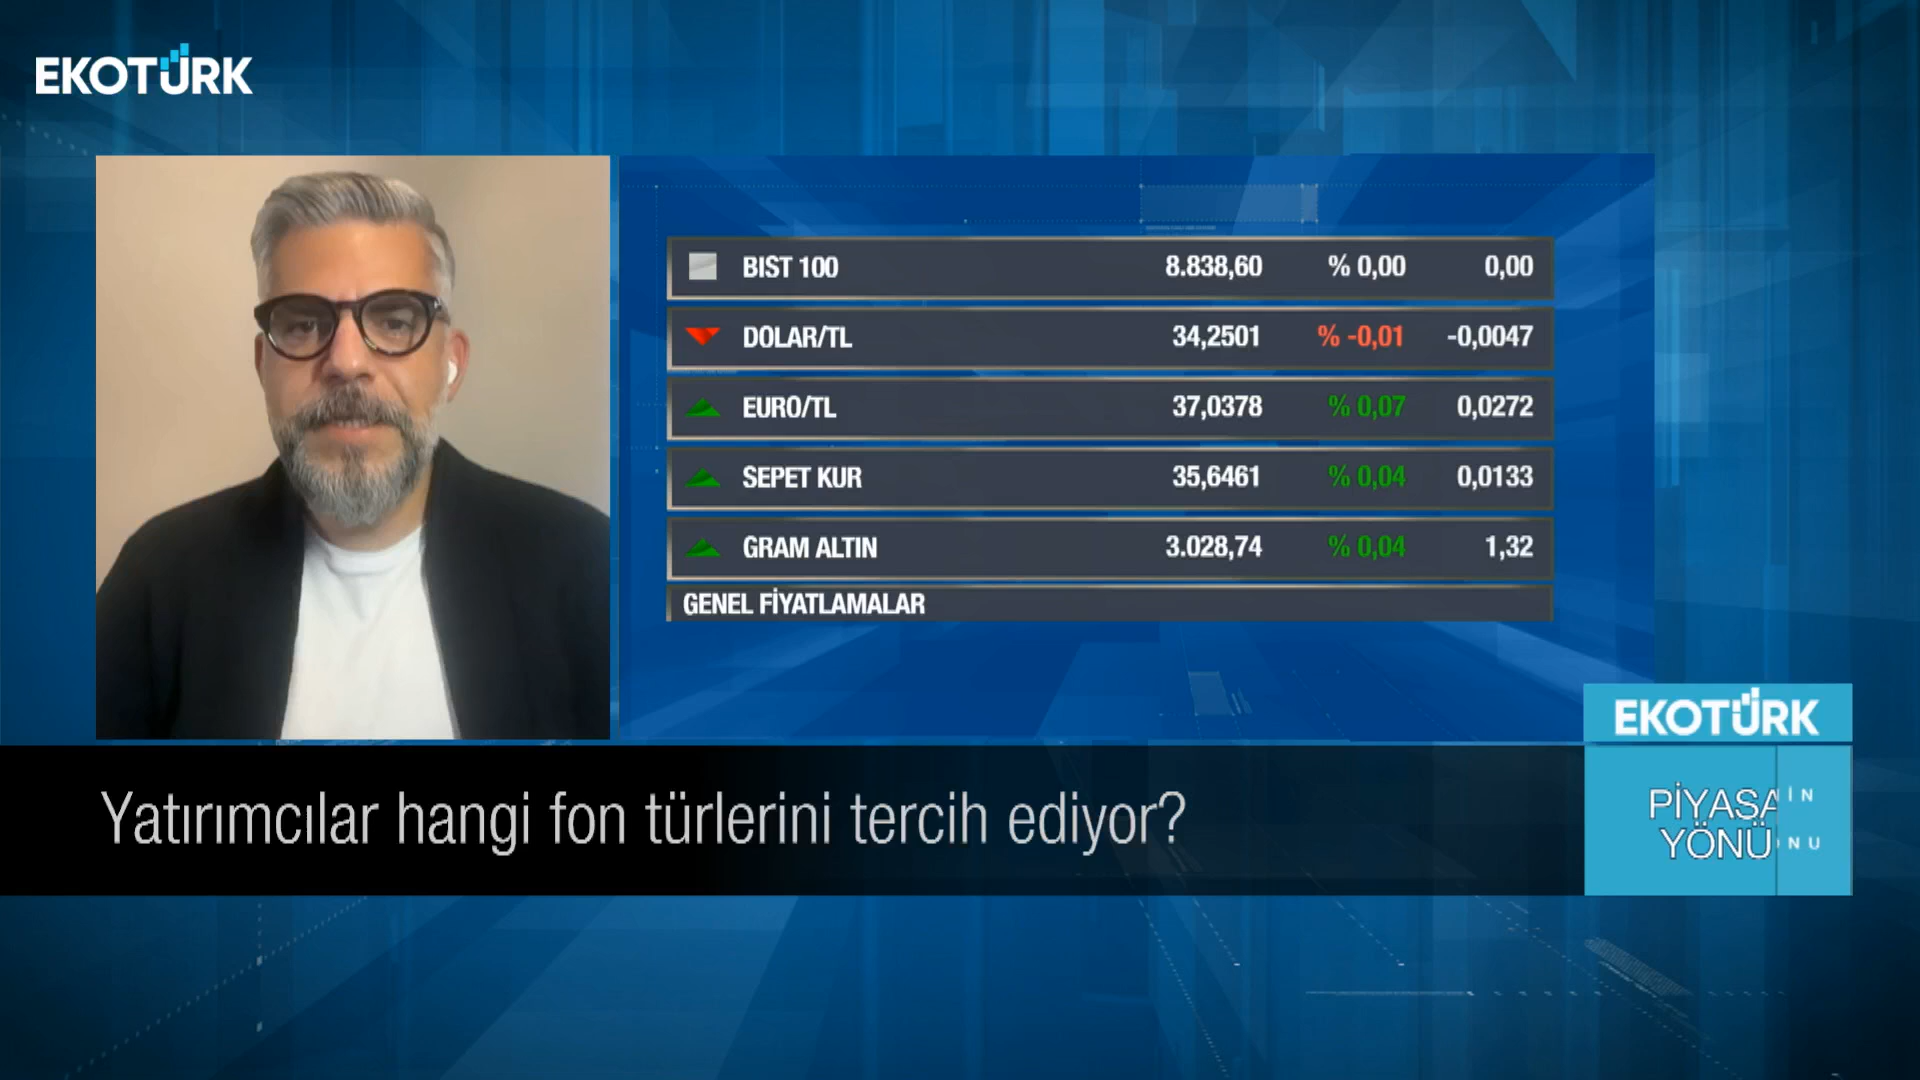 EKOTÜRK
BIST 100 8.838,60 % 0,00 0,00
DOLAR/TL 34,2501 % -0,01 -0,0047
EURO/TL 37,0378 % 0,07 0,0272
SEPET KUR 35,6461 % 0,04 0,0133
GRAM ALTIN 3.028,74 % 0,04 1,32
GENEL FİYATLAMALAR
EKOTÜRK
Yatırımcılar hangi fon türlerini tercih ediyor?
PİYASA
YÖNÜ